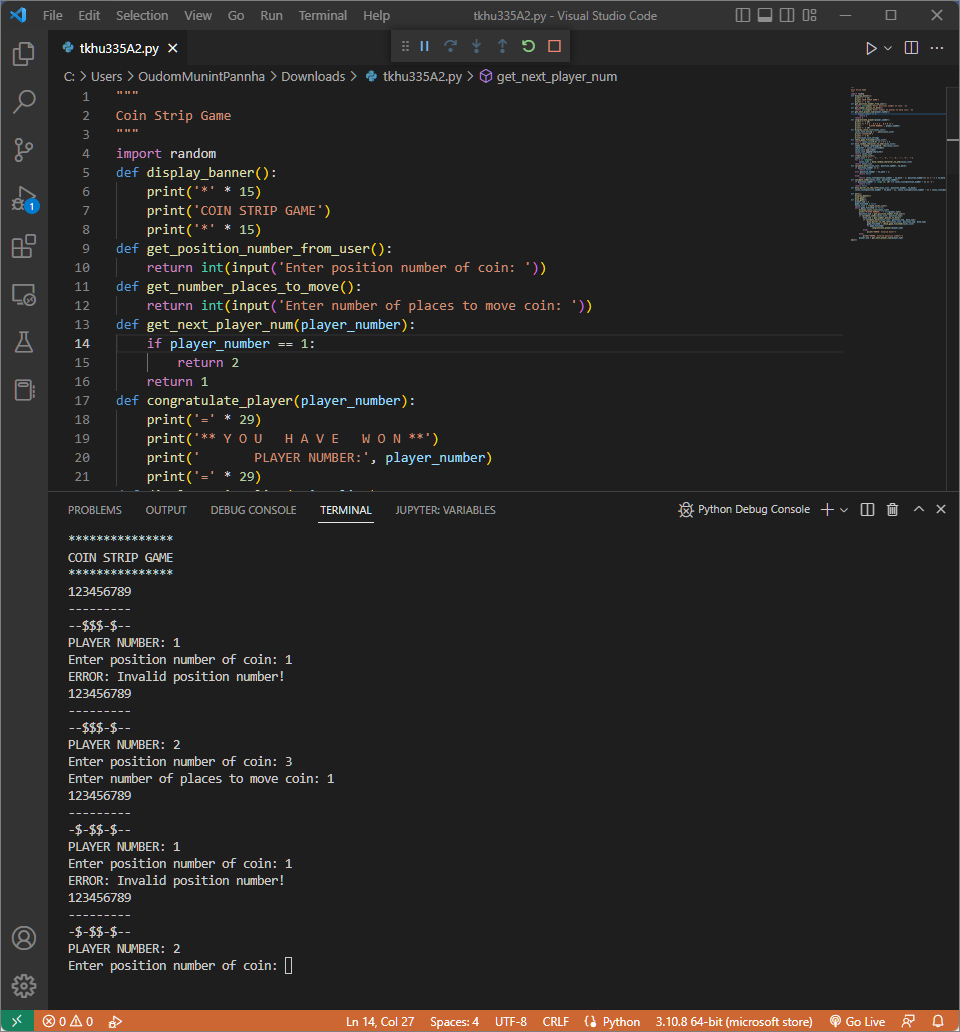 File Edit Selection View Go Run Terminal Help tkhu335A2.py - Visual Studio Code
tkhu335A2.py
C: > Users > OudomMunintPannha > Downloads > tkhu335A2.py > get_next_player_num
1 """
2 Coin Strip Game
3 """
4 import random
5 def display_banner():
6     print('*' * 15)
7     print('COIN STRIP GAME')
8     print('*' * 15)
9 def get_position_number_from_user():
10     return int(input('Enter position number of coin: '))
11 def get_number_places_to_move():
12     return int(input('Enter number of places to move coin: '))
13 def get_next_player_num(player_number):
14     if player_number == 1:
15         return 2
16     return 1
17 def congratulate_player(player_number):
18     print('=' * 29)
19     print('** Y O U   H A V E   W O N **')
20     print('       PLAYER NUMBER:', player_number)
21     print('=' * 29)
1
PROBLEMS OUTPUT DEBUG CONSOLE TERMINAL JUPYTER: VARIABLES Python Debug Console
***************
COIN STRIP GAME
***************
123456789
---------
--$$$-$--
PLAYER NUMBER: 1
Enter position number of coin: 1
ERROR: Invalid position number!
123456789
---------
--$$$-$--
PLAYER NUMBER: 2
Enter position number of coin: 3
Enter number of places to move coin: 1
123456789
---------
-$-$$-$--
PLAYER NUMBER: 1
Enter position number of coin: 1
ERROR: Invalid position number!
123456789
---------
-$-$$-$--
PLAYER NUMBER: 2
Enter position number of coin:
0 0 Ln 14, Col 27 Spaces: 4 UTF-8 CRLF Python 3.10.8 64-bit (microsoft store) Go Live